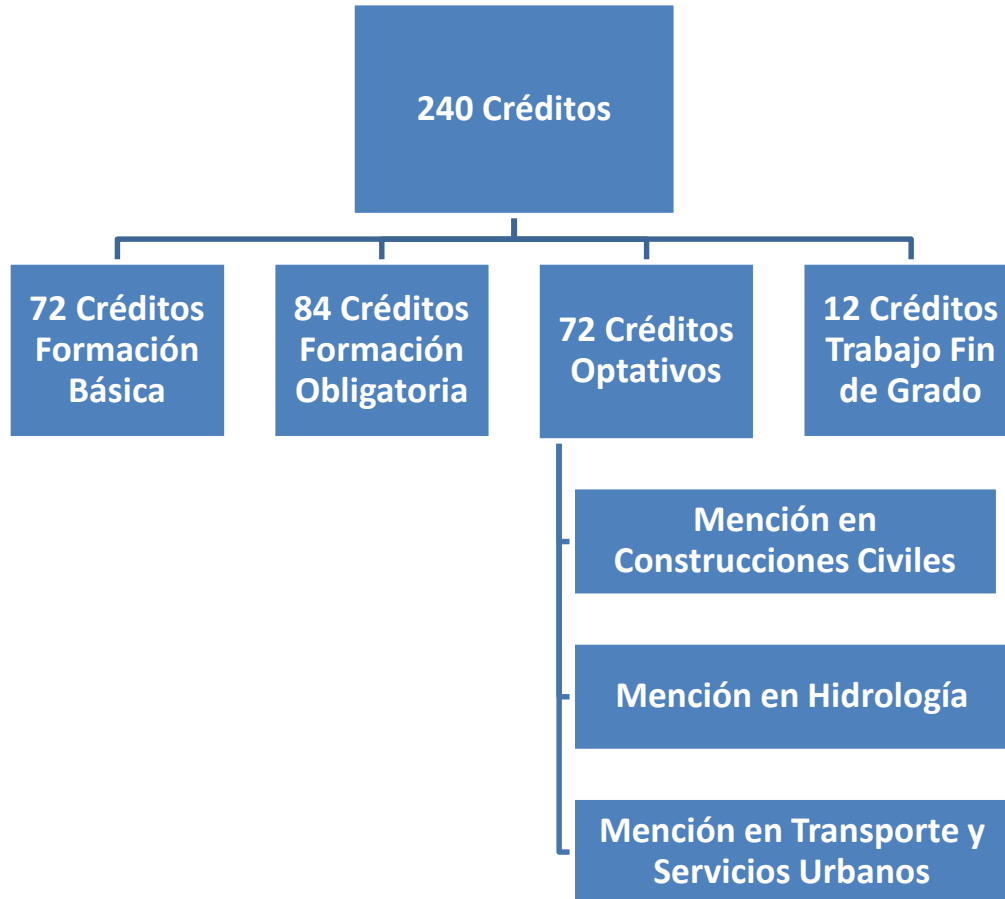 240 Créditos
72 Créditos
Formación
Básica
84 Créditos
Formación
Obligatoria
72 Créditos
Optativos
12 Créditos
Trabajo Fin
de Grado
Mención en
Construcciones Civiles
Mención en Hidrología
Mención en Transporte y
Servicios Urbanos